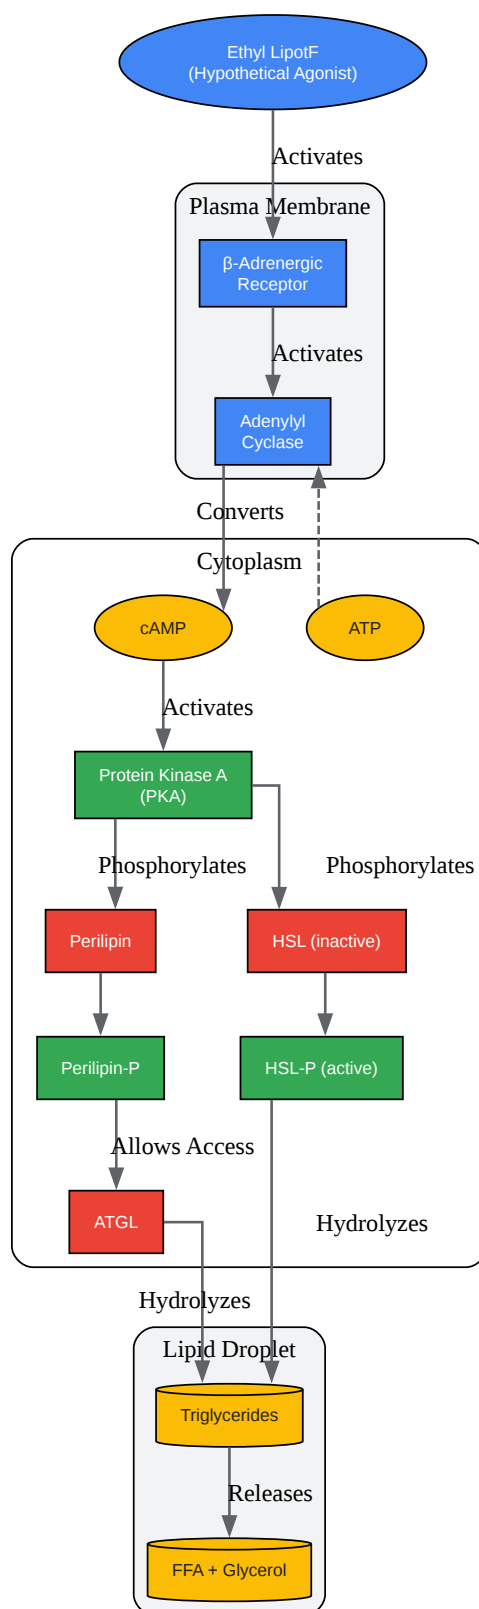 Ethyl LipotF
(Hypothetical Agonist)
Activates
Plasma Membrane
β-Adrenergic
Receptor
Activates
Adenylyl
Cyclase
Converts
Cytoplasm
cAMP
ATP
Activates
Protein Kinase A
(PKA)
Phosphorylates
Phosphorylates
Perilipin
HSL (inactive)
Perilipin-P
HSL-P (active)
Allows Access
ATGL
Hydrolyzes
Hydrolyzes
Lipid Droplet
Triglycerides
Releases
FFA + Glycerol